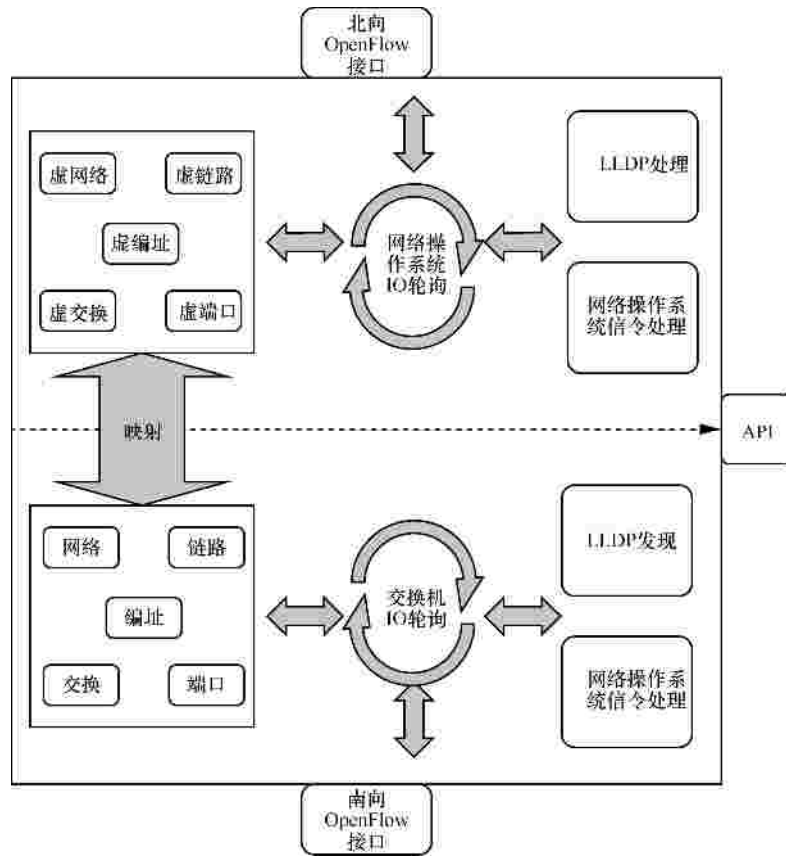 北向
OpenFlow
接口
虚网络
虚链路
虚编址
虚交换
虚端口
网络操
作系统
IO轮询
LLDP处理
网络操作系
统信令处理
映射
API
网络
链路
编址
交换
端口
交换机
IO轮询
LLDP发现
网络操作系
统信令处理
南向
OpenFlow
接口